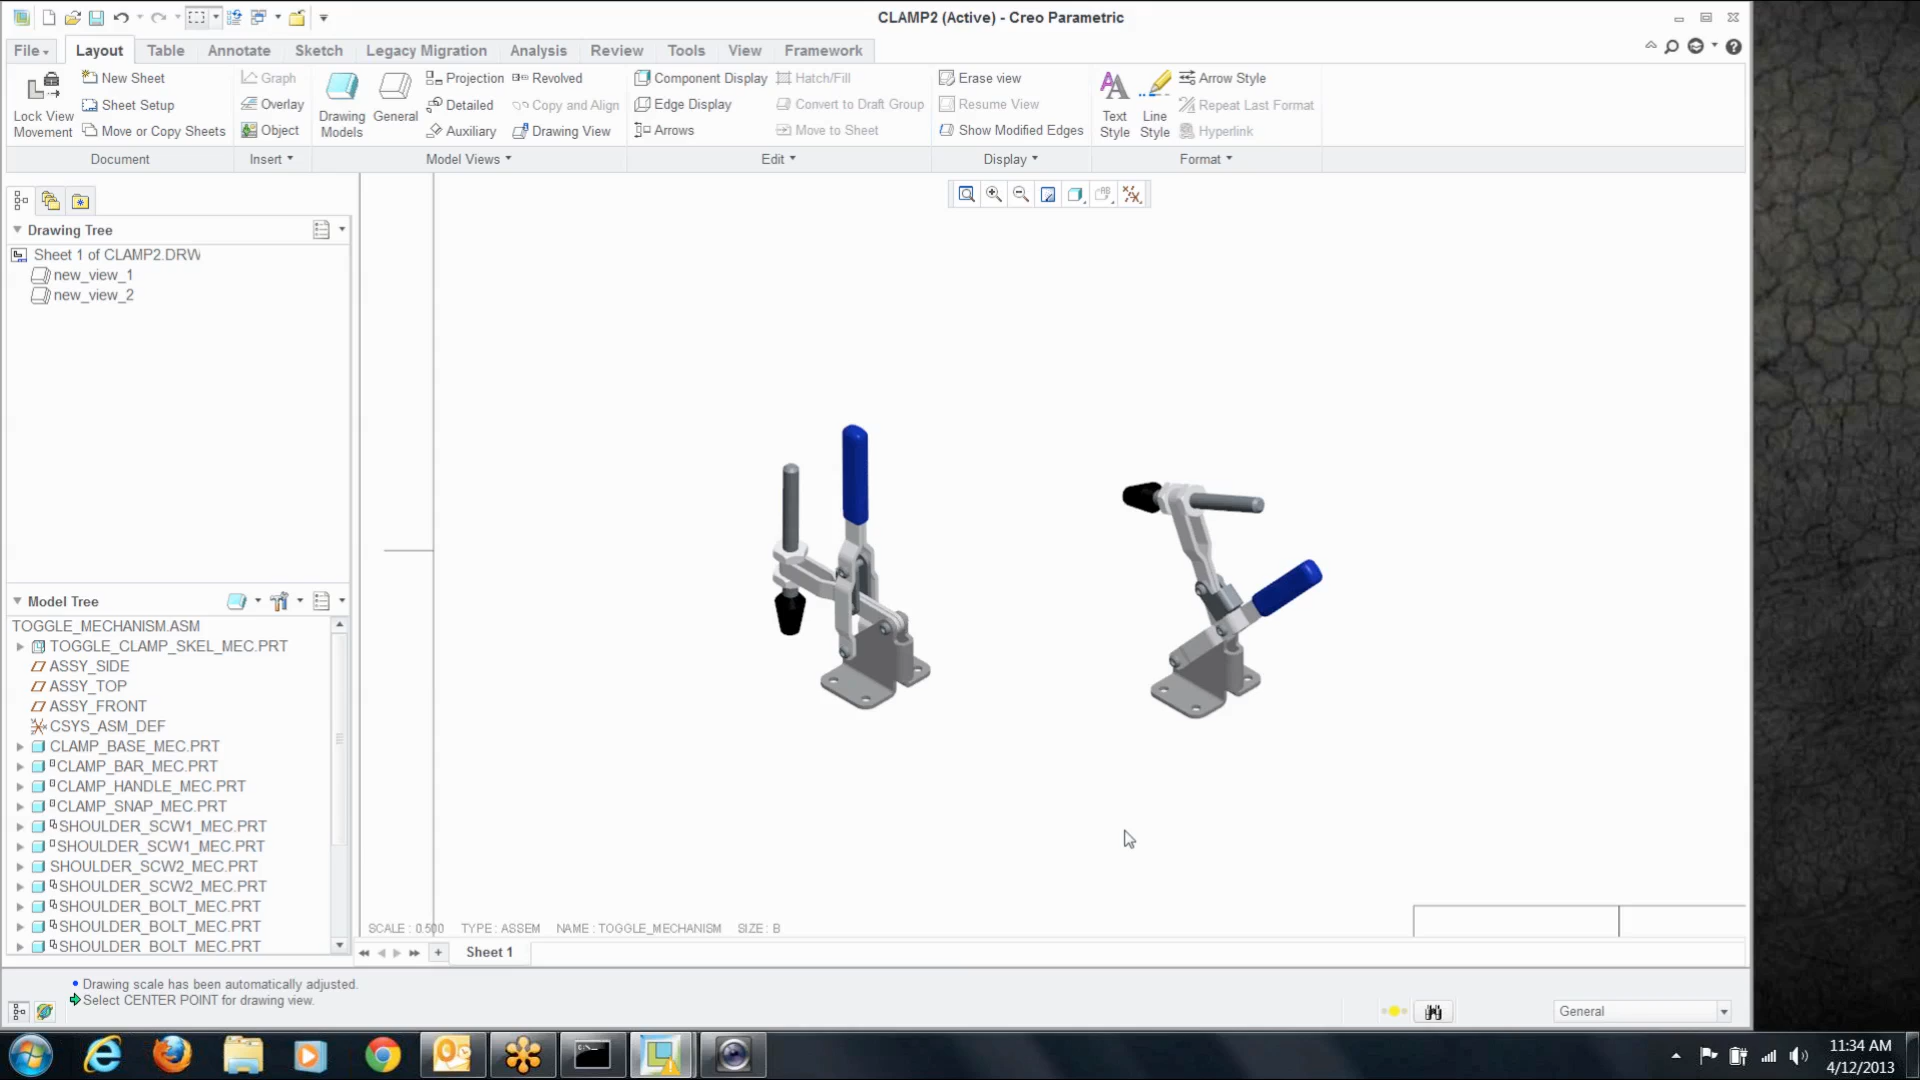 CLAMP2 (Active) - Creo Parametric
File Layout Table Annotate Sketch Legacy Migration Analysis Review Tools View Framework
New Sheet Graph Projection Revolved Component Display Hatch/Fill Erase view Arrow Style
Sheet Setup Overlay Detailed Copy and Align Edge Display Convert to Draft Group Resume View Repeat Last Format
Lock View Movement Move or Copy Sheets Object Drawing Models General Auxiliary Drawing View Arrows Move to Sheet Show Modified Edges Text Style Line Style Hyperlink
Document Insert Model Views Edit Display Format
Drawing Tree
Sheet 1 of CLAMP2.DRW
new_view_1
new_view_2
Model Tree
TOGGLE_MECHANISM.ASM
TOGGLE_CLAMP_SKEL_MEC.PRT
ASSY_SIDE
ASSY_TOP
ASSY_FRONT
CSYS_ASM_DEF
CLAMP_BASE_MEC.PRT
CLAMP_BAR_MEC.PRT
CLAMP_HANDLE_MEC.PRT
CLAMP_SNAP_MEC.PRT
SHOULDER_SCW1_MEC.PRT
SHOULDER_SCW1_MEC.PRT
SHOULDER_SCW2_MEC.PRT
SHOULDER_SCW2_MEC.PRT
SHOULDER_BOLT_MEC.PRT
SHOULDER_BOLT_MEC.PRT
SHOULDER_BOLT_MEC.PRT
SCALE : 0.500 TYPE : ASSEM NAME : TOGGLE_MECHANISM SIZE : B
Sheet 1
Drawing scale has been automatically adjusted.
Select CENTER POINT for drawing view.
General
11:34 AM
4/12/2013